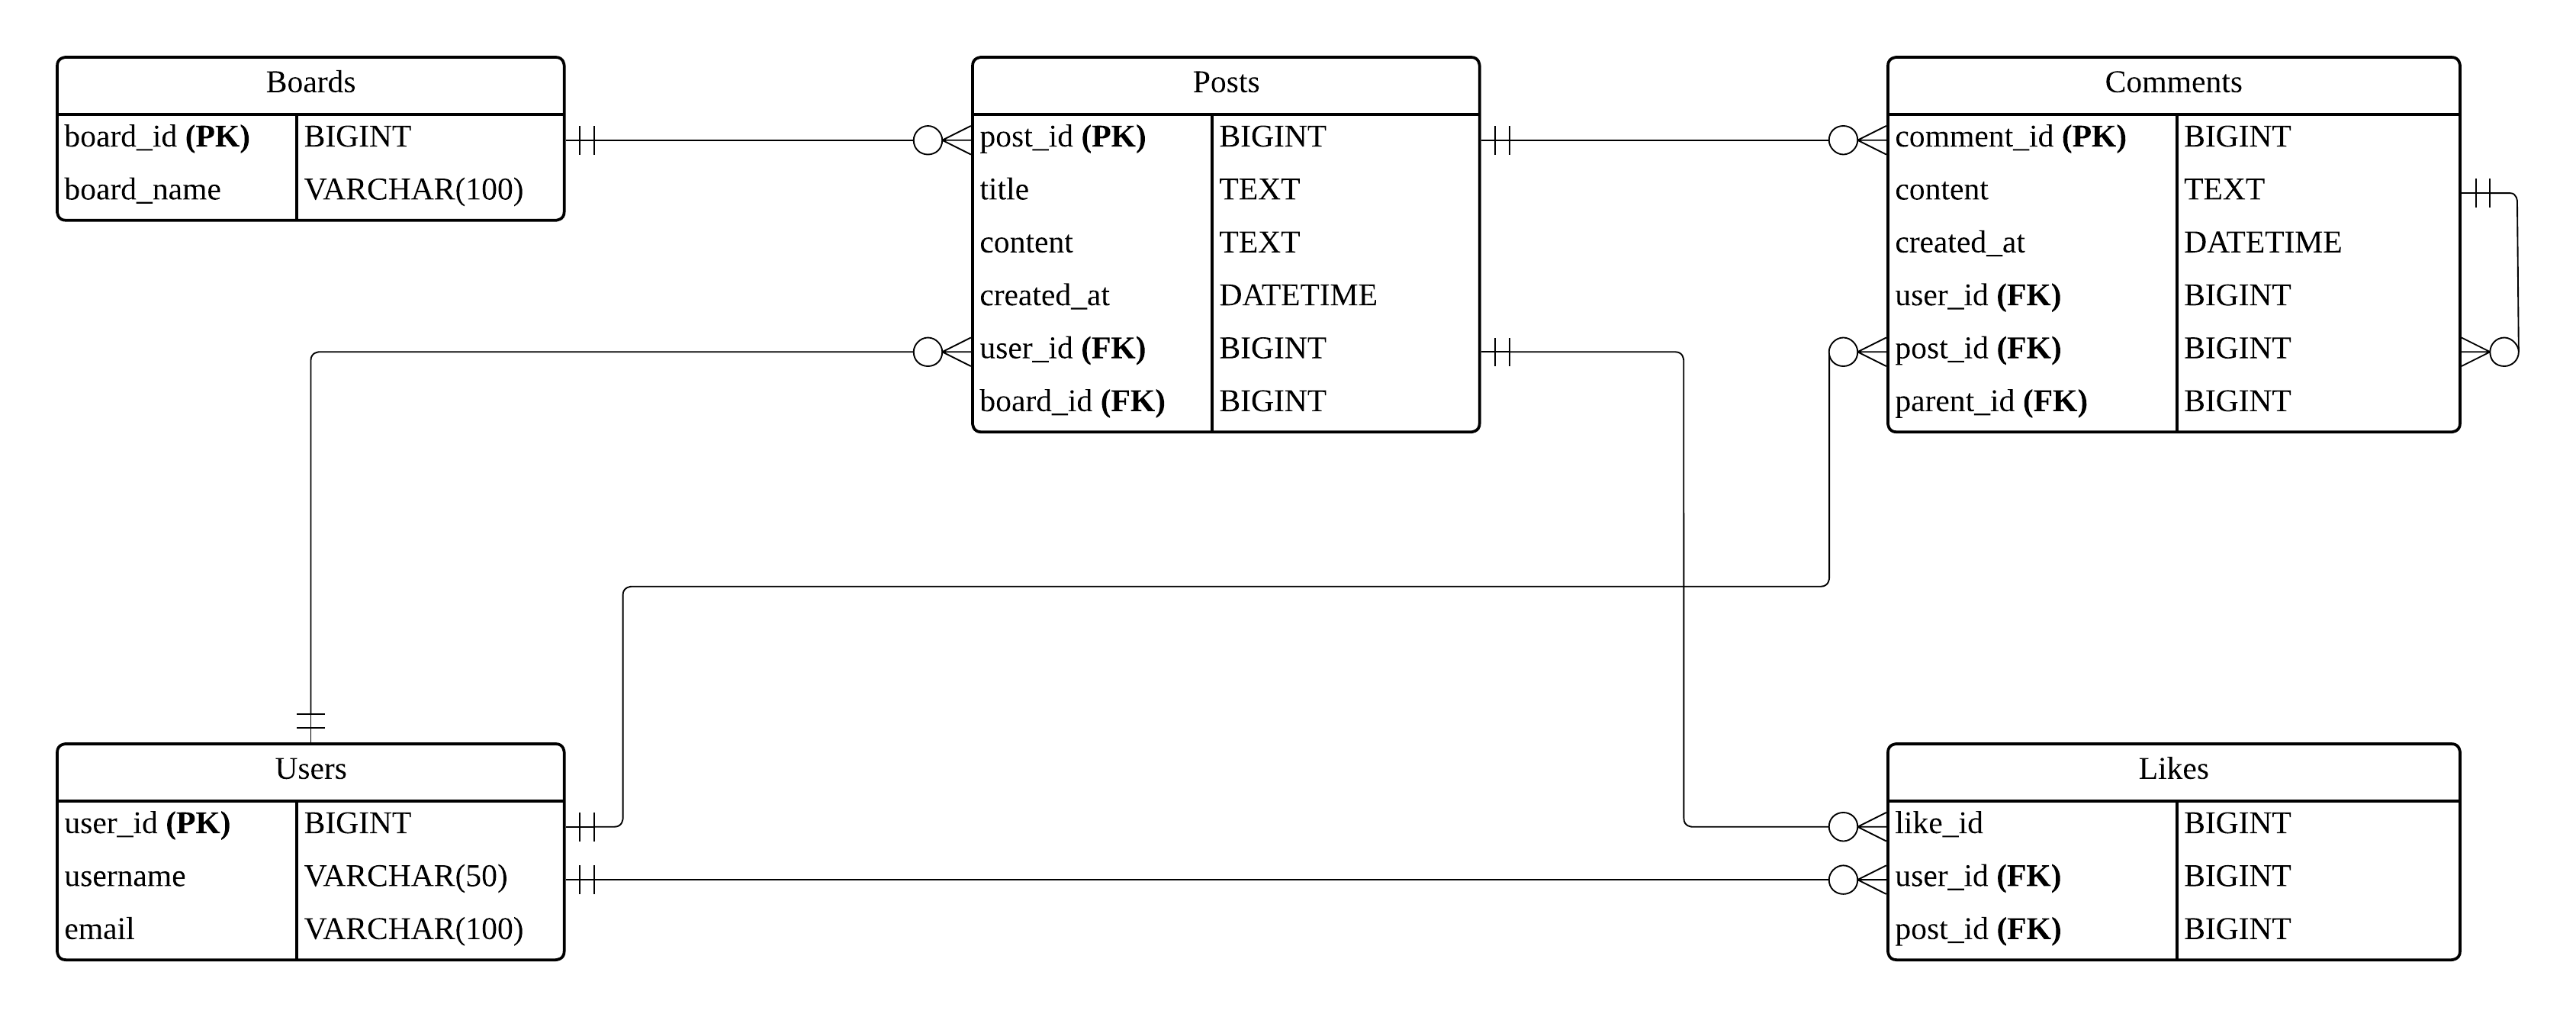 Boards
board_id (PK) BIGINT
board_name VARCHAR(100)
Posts
post_id (PK) BIGINT
title TEXT
content TEXT
created_at DATETIME
user_id (FK) BIGINT
board_id (FK) BIGINT
Comments
comment_id (PK) BIGINT
content TEXT
created_at DATETIME
user_id (FK) BIGINT
post_id (FK) BIGINT
parent_id (FK) BIGINT
Users
user_id (PK) BIGINT
username VARCHAR(50)
email VARCHAR(100)
Likes
like_id BIGINT
user_id (FK) BIGINT
post_id (FK) BIGINT